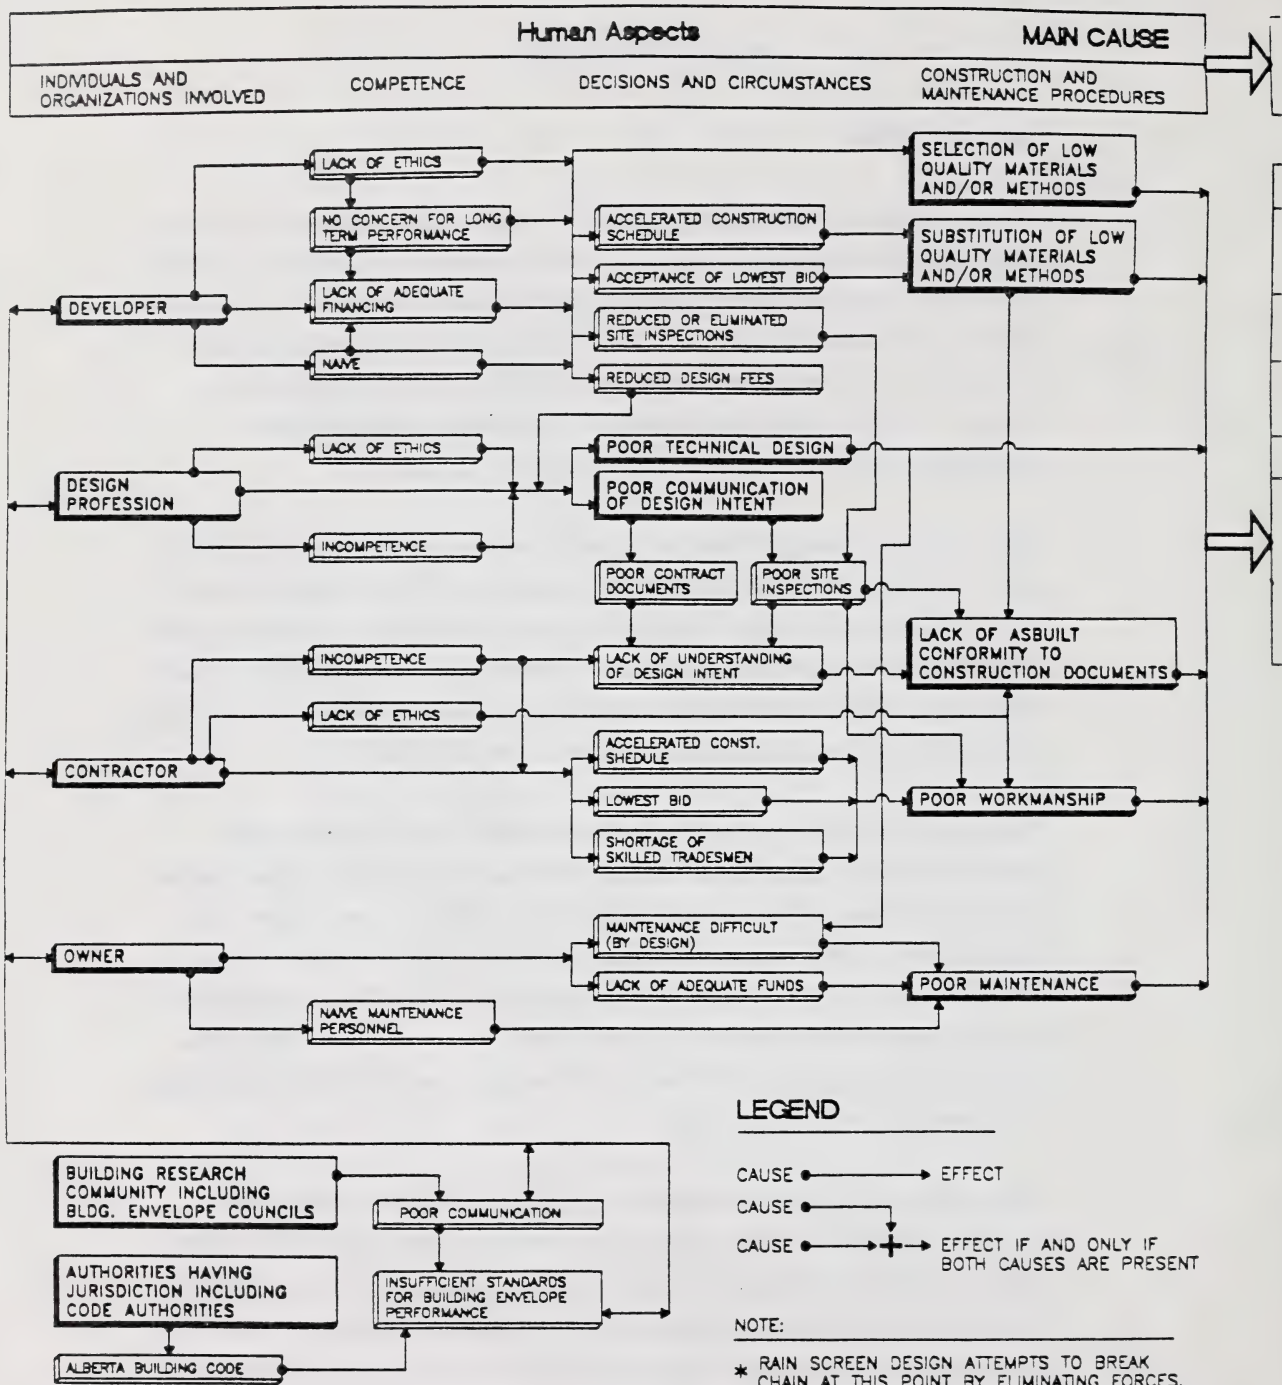 Human Aspects
MAIN CAUSE
INDIVIDUALS AND
ORGANIZATIONS INVOLVED
COMPETENCE
DECISIONS AND CIRCUMSTANCES
CONSTRUCTION AND
MAINTENANCE PROCEDURES
LACK OF ETHICS
NO CONCERN FOR LONG
TERM PERFORMANCE
DEVELOPER
LACK OF ADEQUATE
FINANCING
NAIVE
SELECTION OF LOW
QUALITY MATERIALS
AND/OR METHODS
ACCELERATED CONSTRUCTION
SCHEDULE
SUBSTITUTION OF LOW
QUALITY MATERIALS
AND/OR METHODS
ACCEPTANCE OF LOWEST BID
REDUCED OR ELIMINATED
SITE INSPECTIONS
REDUCED DESIGN FEES
LACK OF ETHICS
DESIGN
PROFESSION
INCOMPETENCE
POOR TECHNICAL DESIGN
POOR COMMUNICATION
OF DESIGN INTENT
POOR CONTRACT
DOCUMENTS
POOR SITE
INSPECTIONS
INCOMPETENCE
LACK OF UNDERSTANDING
OF DESIGN INTENT
LACK OF ASBUILT
CONFORMITY TO
CONSTRUCTION DOCUMENTS
LACK OF ETHICS
CONTRACTOR
ACCELERATED CONST.
SHEDULE
LOWEST BID
POOR WORKMANSHIP
SHORTAGE OF
SKILLED TRADESMEN
OWNER
MAINTENANCE DIFFICULT
(BY DESIGN)
LACK OF ADEQUATE FUNDS
POOR MAINTENANCE
NAIVE MAINTENANCE
PERSONNEL
BUILDING RESEARCH
COMMUNITY INCLUDING
BLDG. ENVELOPE COUNCILS
POOR COMMUNICATION
AUTHORITIES HAVING
JURISDICTION INCLUDING
CODE AUTHORITIES
INSUFFICIENT STANDARDS
FOR BUILDING ENVELOPE
PERFORMANCE
ALBERTA BUILDING CODE
LEGEND
CAUSE EFFECT
CAUSE
CAUSE + EFFECT IF AND ONLY IF
BOTH CAUSES ARE PRESENT
NOTE:
* RAIN SCREEN DESIGN ATTEMPTS TO BREAK
CHAIN AT THIS POINT BY ELIMINATING FORCES.